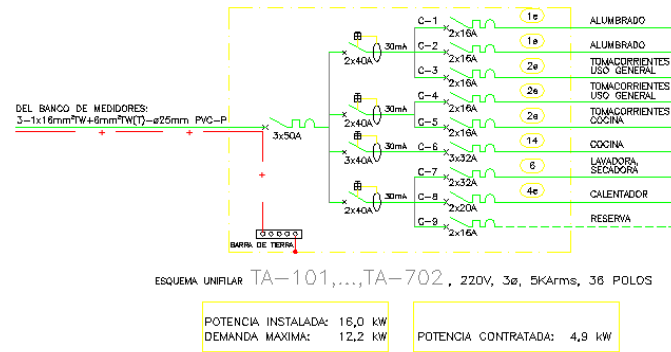 C-1 2x16A 1e ALUMBRADO
2x40A 30mA
C-2 2x16A 1e ALUMBRADO
C-3 2x16A 2e TOMACORRIENTES USO GENERAL
C-4 2x16A 2e TOMACORRIENTES USO GENERAL
2x40A 30mA
C-5 2x16A 2e TOMACORRIENTES COCINA
DEL BANCO DE MEDIDORES:
3-1x16mm²TW+6mm²TW(T)-ø25mm PVC-P
3x50A
3x40A 30mA
C-6 3x32A 14 COCINA
C-7 2x32A 6 LAVADORA, SECADORA
2x40A 30mA
C-8 2x20A 4e CALENTADOR
C-9 2x16A RESERVA
BARRA DE TIERRA
ESQUEMA UNIFILAR TA-101,...,TA-702, 220V, 3ø, 5KArms, 36 POLOS
POTENCIA INSTALADA: 16,0 kW
DEMANDA MAXIMA: 12,2 kW
POTENCIA CONTRATADA: 4,9 kW